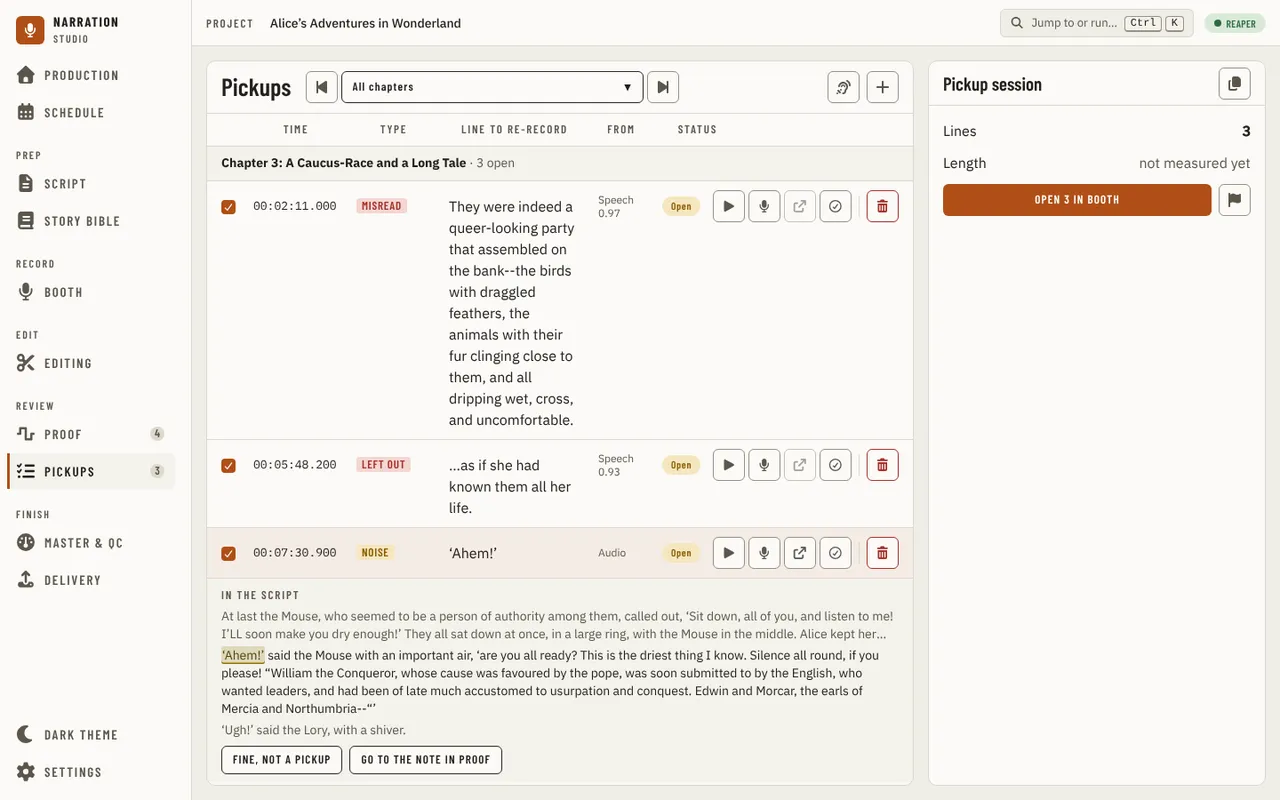 NARRATION
STUDIO
PRODUCTION
SCHEDULE
PREP
SCRIPT
STORY BIBLE
RECORD
BOOTH
EDIT
EDITING
REVIEW
PROOF 4
PICKUPS 3
FINISH
MASTER & QC
DELIVERY
DARK THEME
SETTINGS
PROJECT Alice’s Adventures in Wonderland
Jump to or run... Ctrl K
REAPER
Pickups
All chapters
TIME TYPE LINE TO RE-RECORD FROM STATUS
Chapter 3: A Caucus-Race and a Long Tale · 3 open
00:02:11.000 MISREAD
They were indeed a
queer-looking party
that assembled on
the bank--the birds
with draggled
feathers, the
animals with their
fur clinging close to
them, and all
dripping wet, cross,
and uncomfortable.
Speech
0.97
Open
00:05:48.200 LEFT OUT
...as if she had
known them all her
life.
Speech
0.93
Open
00:07:30.900 NOISE ‘Ahem!’ Audio Open
IN THE SCRIPT
At last the Mouse, who seemed to be a person of authority among them, called out, ‘Sit down, all of you, and listen to me!
I’LL soon make you dry enough!’ They all sat down at once, in a large ring, with the Mouse in the middle. Alice kept her...
‘Ahem!’ said the Mouse with an important air, ‘are you all ready? This is the driest thing I know. Silence all round, if you
please! “William the Conqueror, whose cause was favoured by the pope, was soon submitted to by the English, who
wanted leaders, and had been of late much accustomed to usurpation and conquest. Edwin and Morcar, the earls of
Mercia and Northumbria--“’
‘Ugh!’ said the Lory, with a shiver.
FINE, NOT A PICKUP
GO TO THE NOTE IN PROOF
Pickup session
Lines 3
Length not measured yet
OPEN 3 IN BOOTH